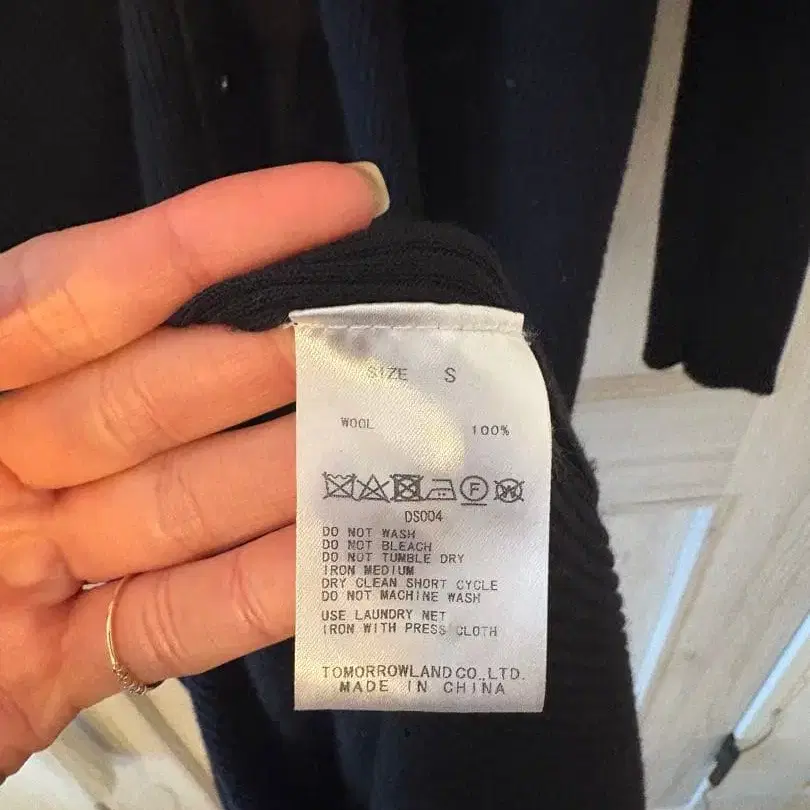 SIZE S
WOOL 100%
F W
DS004
DO NOT WASH
DO NOT BLEACH
DO NOT TUMBLE DRY
IRON MEDIUM
DRY CLEAN SHORT CYCLE
DO NOT MACHINE WASH
USE LAUNDRY NET
IRON WITH PRESS CLOTH
TOMORROWLAND CO.,LTD.
MADE IN CHINA